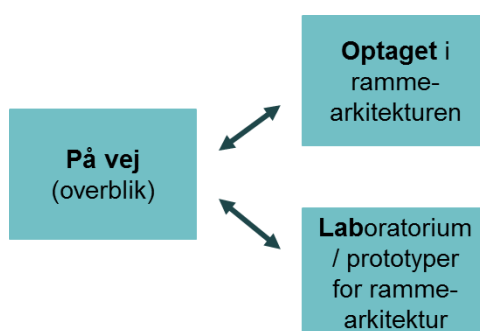 På vej
(overblik)
Optaget i
ramme-
arkitekturen
Laboratorium
/ prototyper
for ramme-
arkitektur